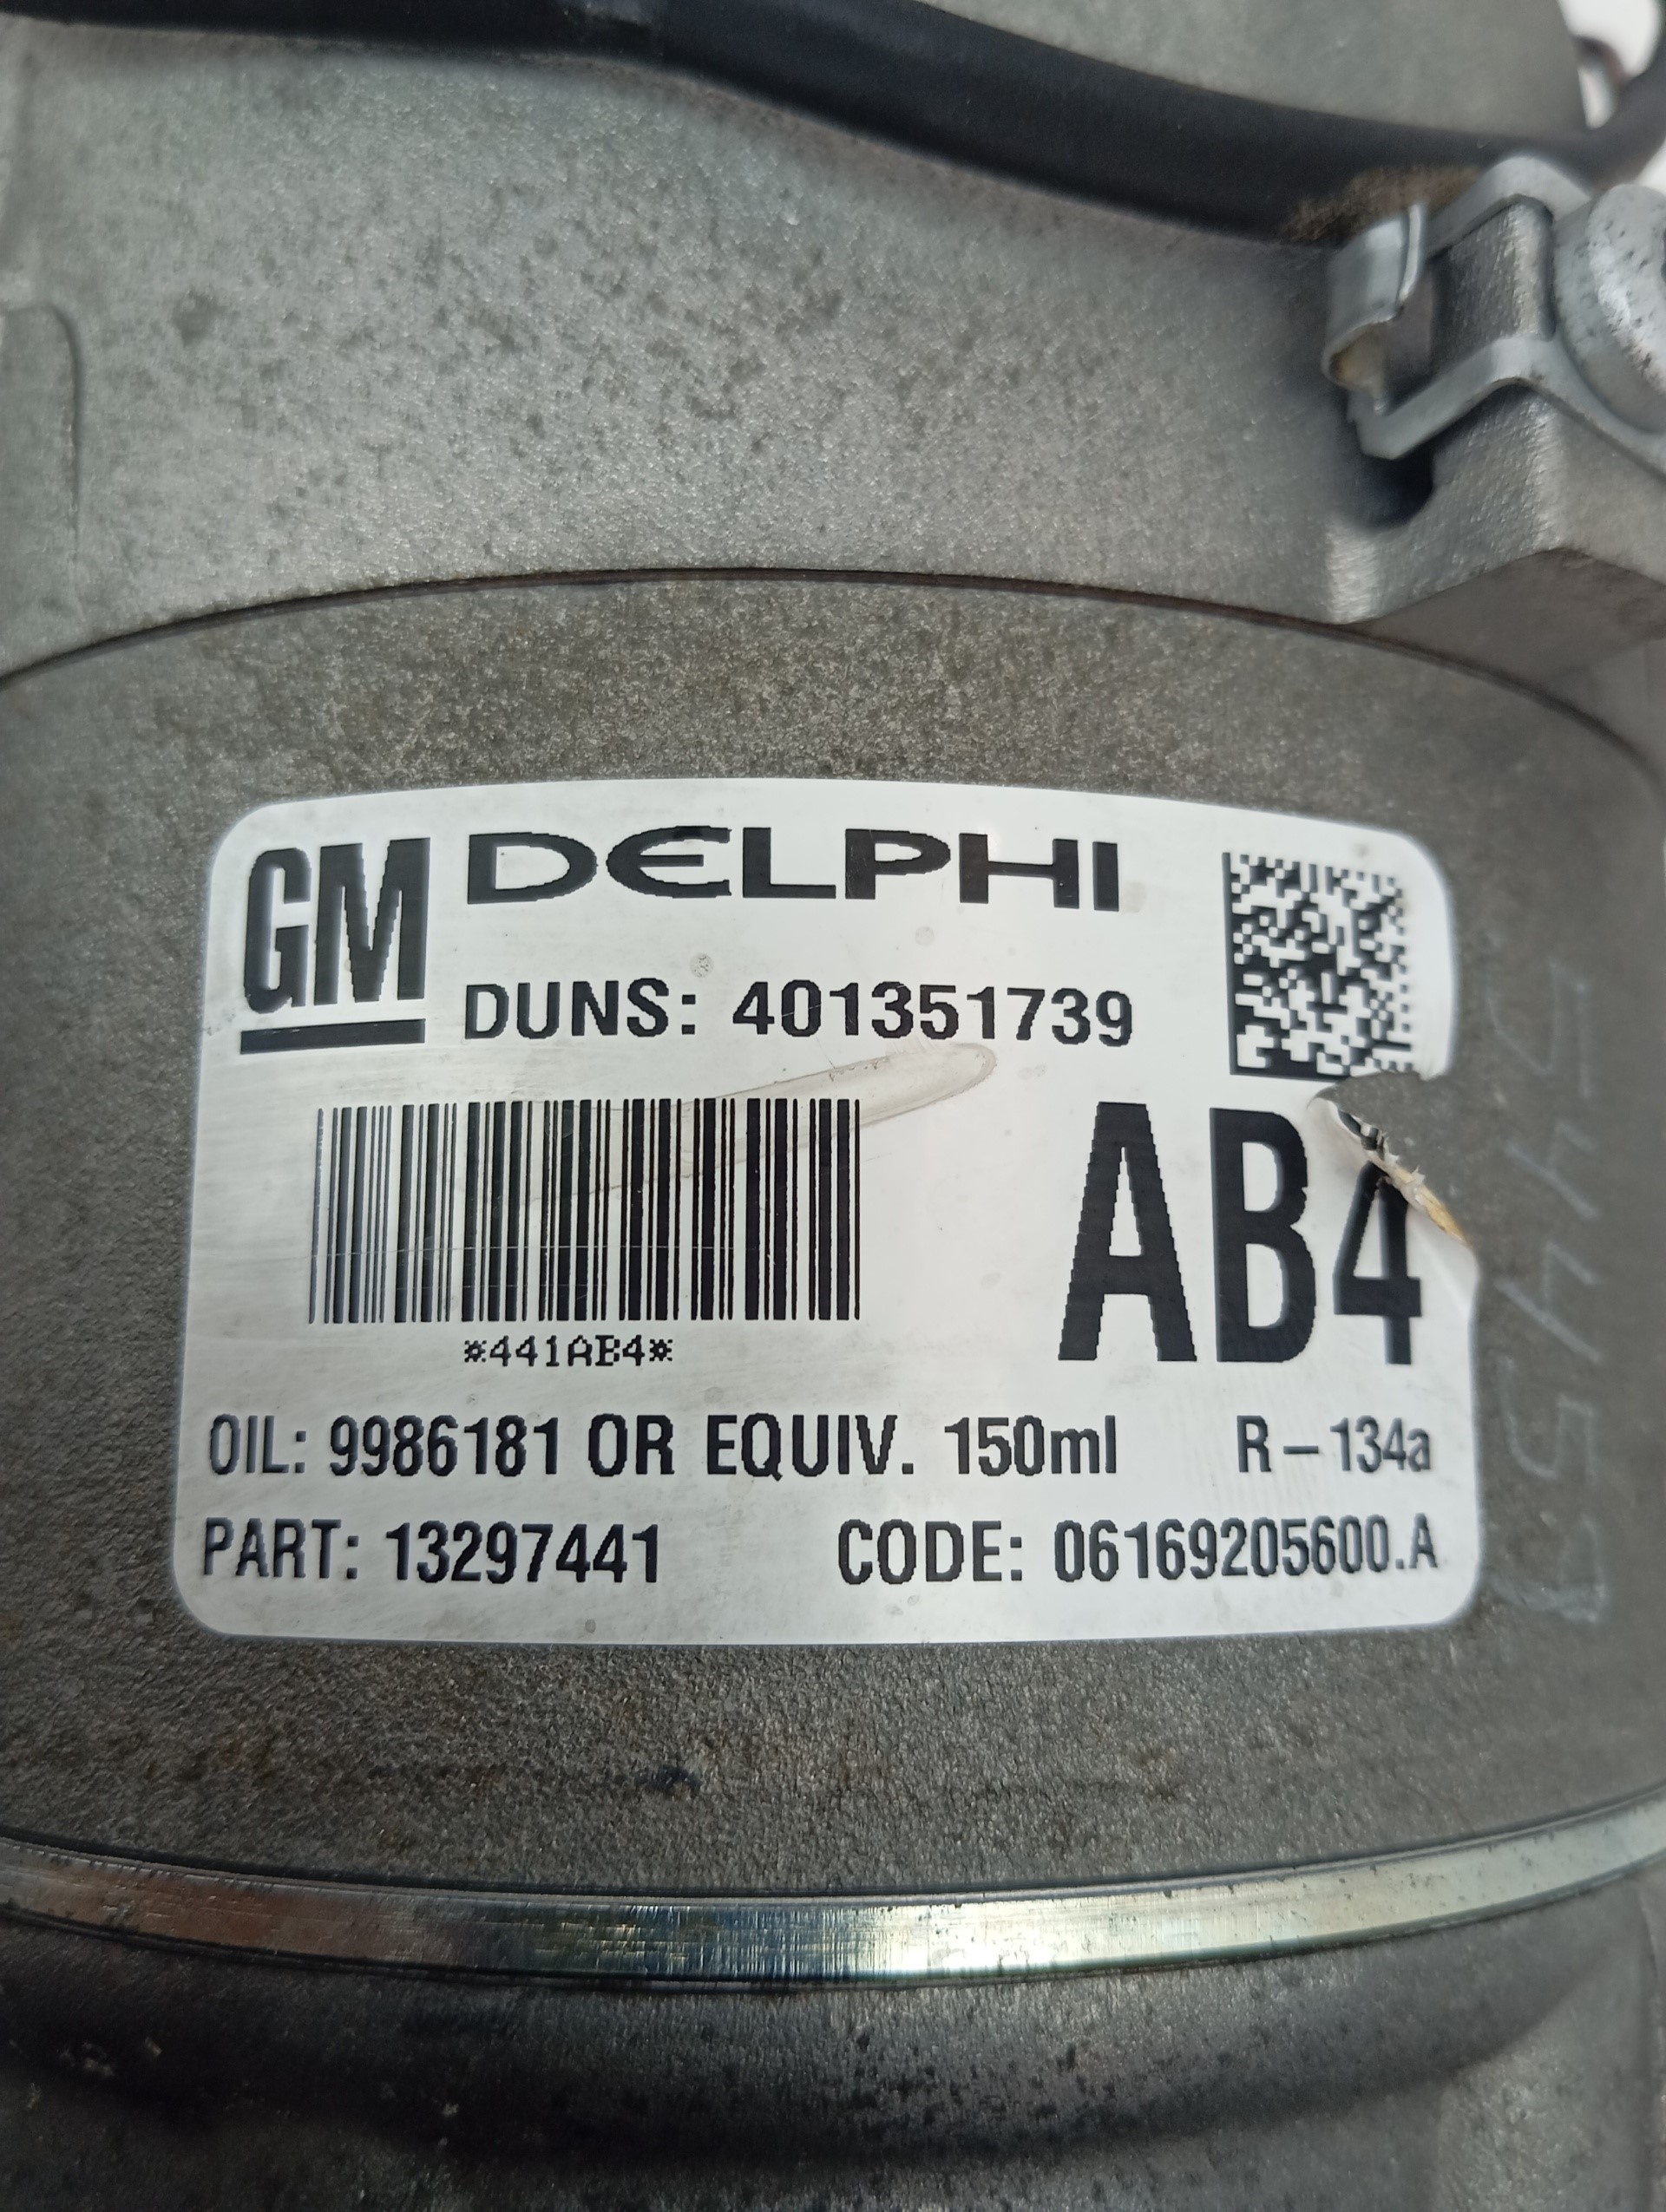 GM DELPHI
DUNS: 401351739
AB4
*441AB4*
OIL: 9986181 OR EQUIV. 150ml R-134a
PART: 13297441 CODE: 06169205600.A